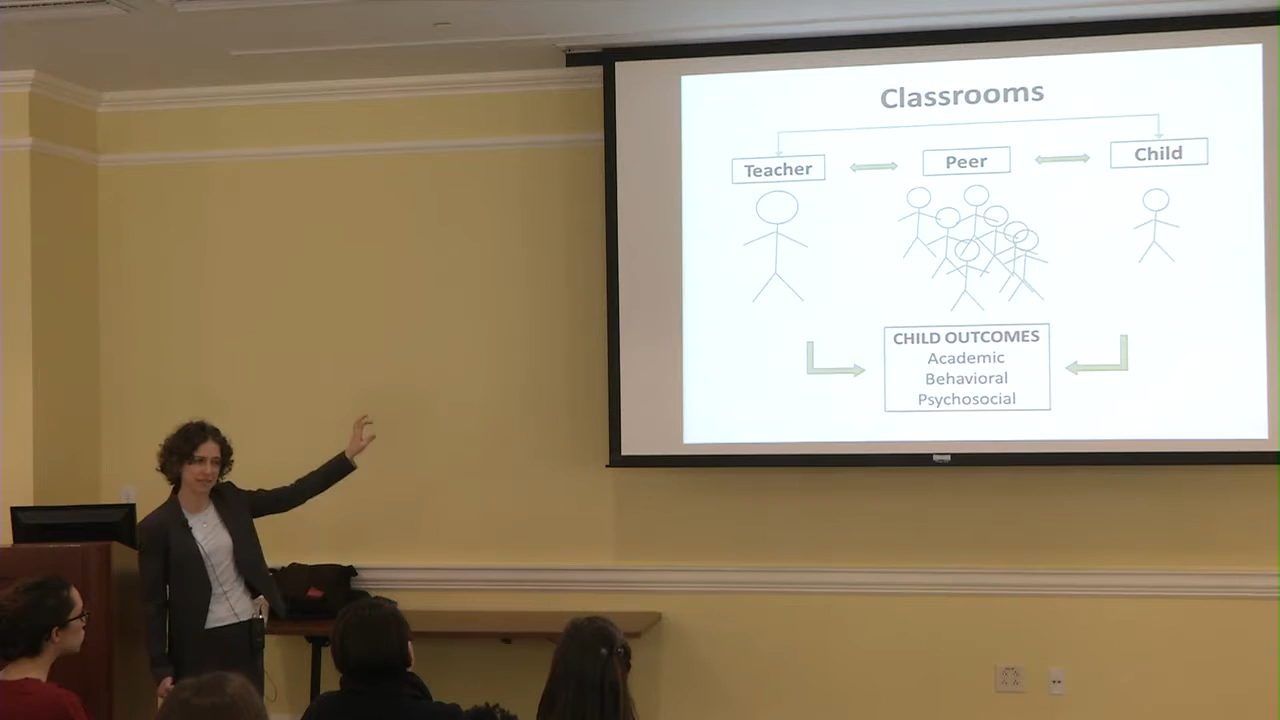 Classrooms
Teacher
Peer
Child
CHILD OUTCOMES
Academic
Behavioral
Psychosocial